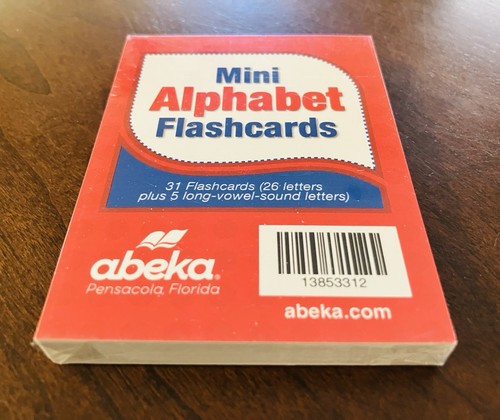 Mini
Alphabet
Flashcards
31 Flashcards (26 letters
plus 5 long-vowel-sound letters)
abeka®
Pensacola, Florida
13853312
abeka.com